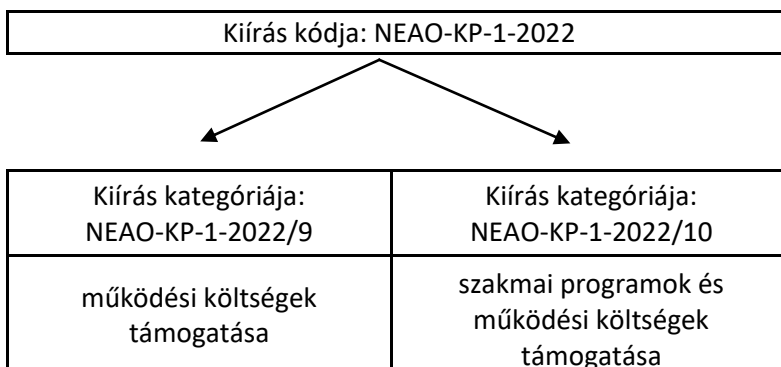 Kiírás kódja: NEAO-KP-1-2022
Kiírás kategóriája:
NEAO-KP-1-2022/9
Kiírás kategóriája:
NEAO-KP-1-2022/10
működési költségek
támogatása
szakmai programok és
működési költségek
támogatása